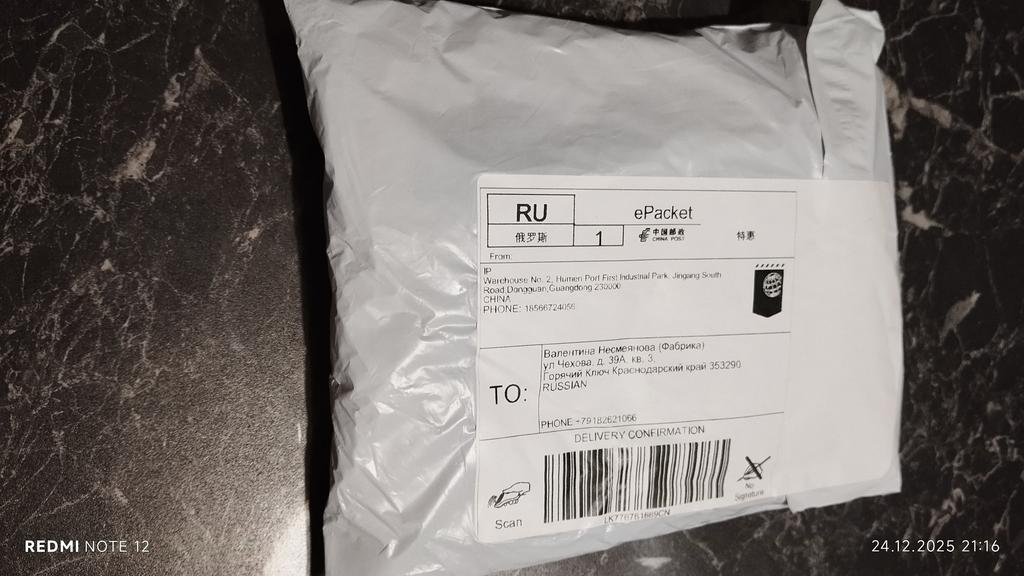 RU
俄罗斯
1
ePacket
中国邮政
CHINA POST
特惠
From:
IP
Warehouse No. 2, Humen Port First Industrial Park, Jingang South
Road,Dongguan,Guangdong 230000
CHINA
PHONE: 18566724056
TO:
Валентина Несмеянова (Фабрика)
ул Чехова, д. 39А, кв. 3,
Горячий Ключ Краснодарский край 353290
RUSSIAN
PHONE +79182621066
DELIVERY CONFIRMATION
Scan
No
Signature
REDMI NOTE 12
24.12.2025 21:16